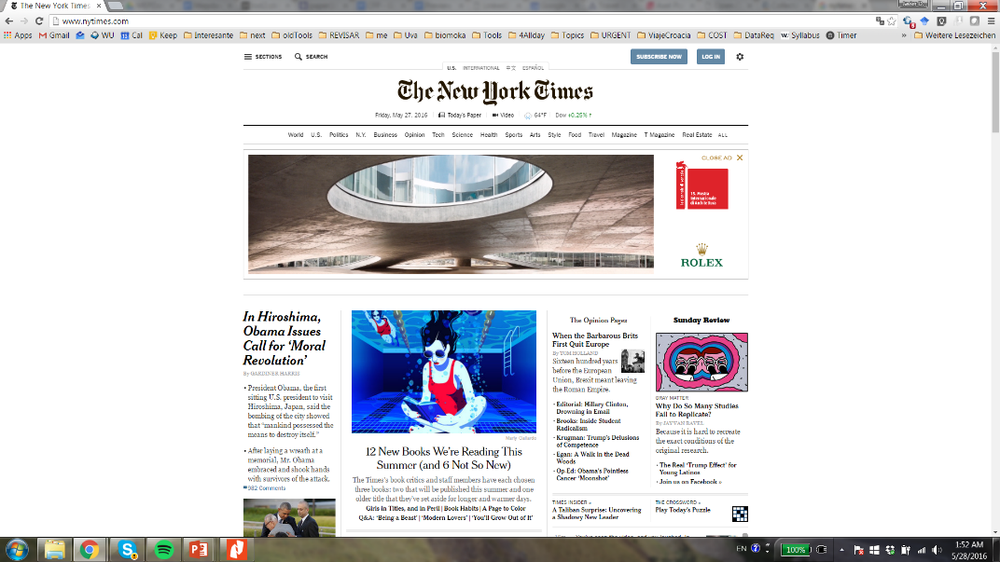 The New York Times
Javier D.
www.nytimes.com
Apps Gmail WU Cal Keep Interesante next oldTools REVISAR me Uva biomoka Tools 4Allday Topics URGENT ViajeCroacia COST DataReq Syllabus Timer » Weitere Lesezeichen
SECTIONS SEARCH SUBSCRIBE NOW LOG IN
U.S. INTERNATIONAL 中文 ESPAÑOL
The New York Times
Friday, May 27, 2016 Today's Paper Video 64°F Dow +0.25% ↑
World U.S. Politics N.Y. Business Opinion Tech Science Health Sports Arts Style Food Travel Magazine T Magazine Real Estate ALL
CLOSE AD X
15. Mostra
Internazionale
di Architettura
ROLEX
In Hiroshima,
Obama Issues
Call for ‘Moral
Revolution’
By GARDINER HARRIS
• President Obama, the first
sitting U.S. president to visit
Hiroshima, Japan, said the
bombing of the city showed
that “mankind possessed the
means to destroy itself.”
• After laying a wreath at a
memorial, Mr. Obama
embraced and shook hands
with survivors of the attack.
982 Comments
12 New Books We’re Reading This
Summer (and 6 Not So New)
The Times’s book critics and staff members have each chosen
three books: two that will be published this summer and one
older title that they’ve set aside for longer and warmer days.
Girls in Titles, and in Peril | Book Habits | A Page to Color
Q&A: ‘Being a Beast’ | ‘Modern Lovers’ | ‘You’ll Grow Out of It’
The Opinion Pages
When the Barbarous Brits
First Quit Europe
By TOM HOLLAND
Sixteen hundred years
before the European
Union, Brexit meant leaving
the Roman Empire.
• Editorial: Hillary Clinton,
Drowning in Email
• Brooks: Inside Student
Radicalism
• Krugman: Trump’s Delusions
of Competence
• Egan: A Walk in the Dead
Woods
• Op-Ed: Obama’s Pointless
Cancer ‘Moonshot’
Sunday Review
GRAY MATTER
Why Do So Many Studies
Fail to Replicate?
By JAY VAN BAVEL
Because it is hard to recreate
the exact conditions of the
original research.
• The Real ‘Trump Effect’ for
Young Latinos
• Join us on Facebook »
TIMES INSIDER »
A Taliban Surprise: Uncovering
a Shadowy New Leader
THE CROSSWORD »
Play Today’s Puzzle
EN 100% 1:52 AM
5/28/2016